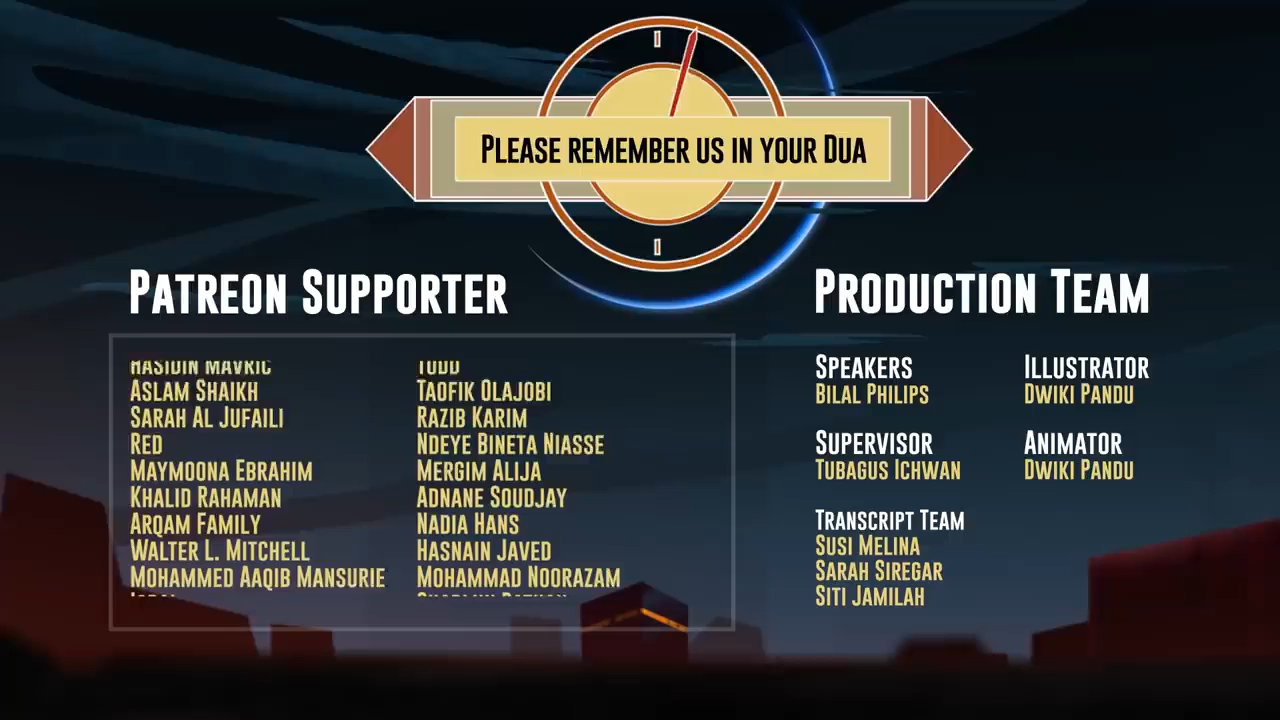 Please remember us in your Dua
Patreon Supporter
Hasidin Mavric
Aslam Shaikh
Sarah Al Jufaili
Red
Maymoona Ebrahim
Khalid Rahaman
Arqam Family
Walter L. Mitchell
Mohammed Aaqib Mansurie
Todd
Taofik Olajobi
Razib Karim
Ndeye Bineta Niasse
Mergim Alija
Adnane Soudjay
Nadia Hans
Hasnain Javed
Mohammad Noorazam
Production Team
Speakers
Bilal Philips
Illustrator
Dwiki Pandu
Supervisor
Tubagus Ichwan
Animator
Dwiki Pandu
Transcript Team
Susi Melina
Sarah Siregar
Siti Jamilah